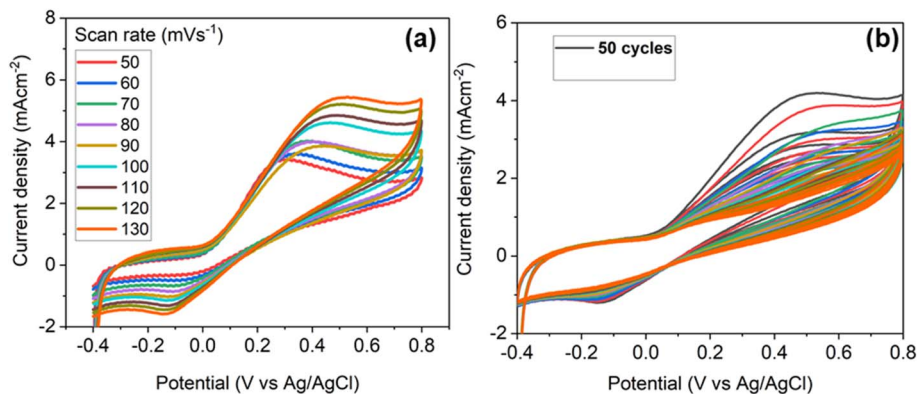 (a)
Scan rate (mVs⁻¹)
50
60
70
80
90
100
110
120
130
8
6
4
2
0
-2
-0.4 -0.2 0.0 0.2 0.4 0.6 0.8
Current density (mAcm⁻²)
Potential (V vs Ag/AgCl)
(b)
50 cycles
6
4
2
0
-2
-0.4 -0.2 0.0 0.2 0.4 0.6 0.8
Current density (mAcm⁻²)
Potential (V vs Ag/AgCl)